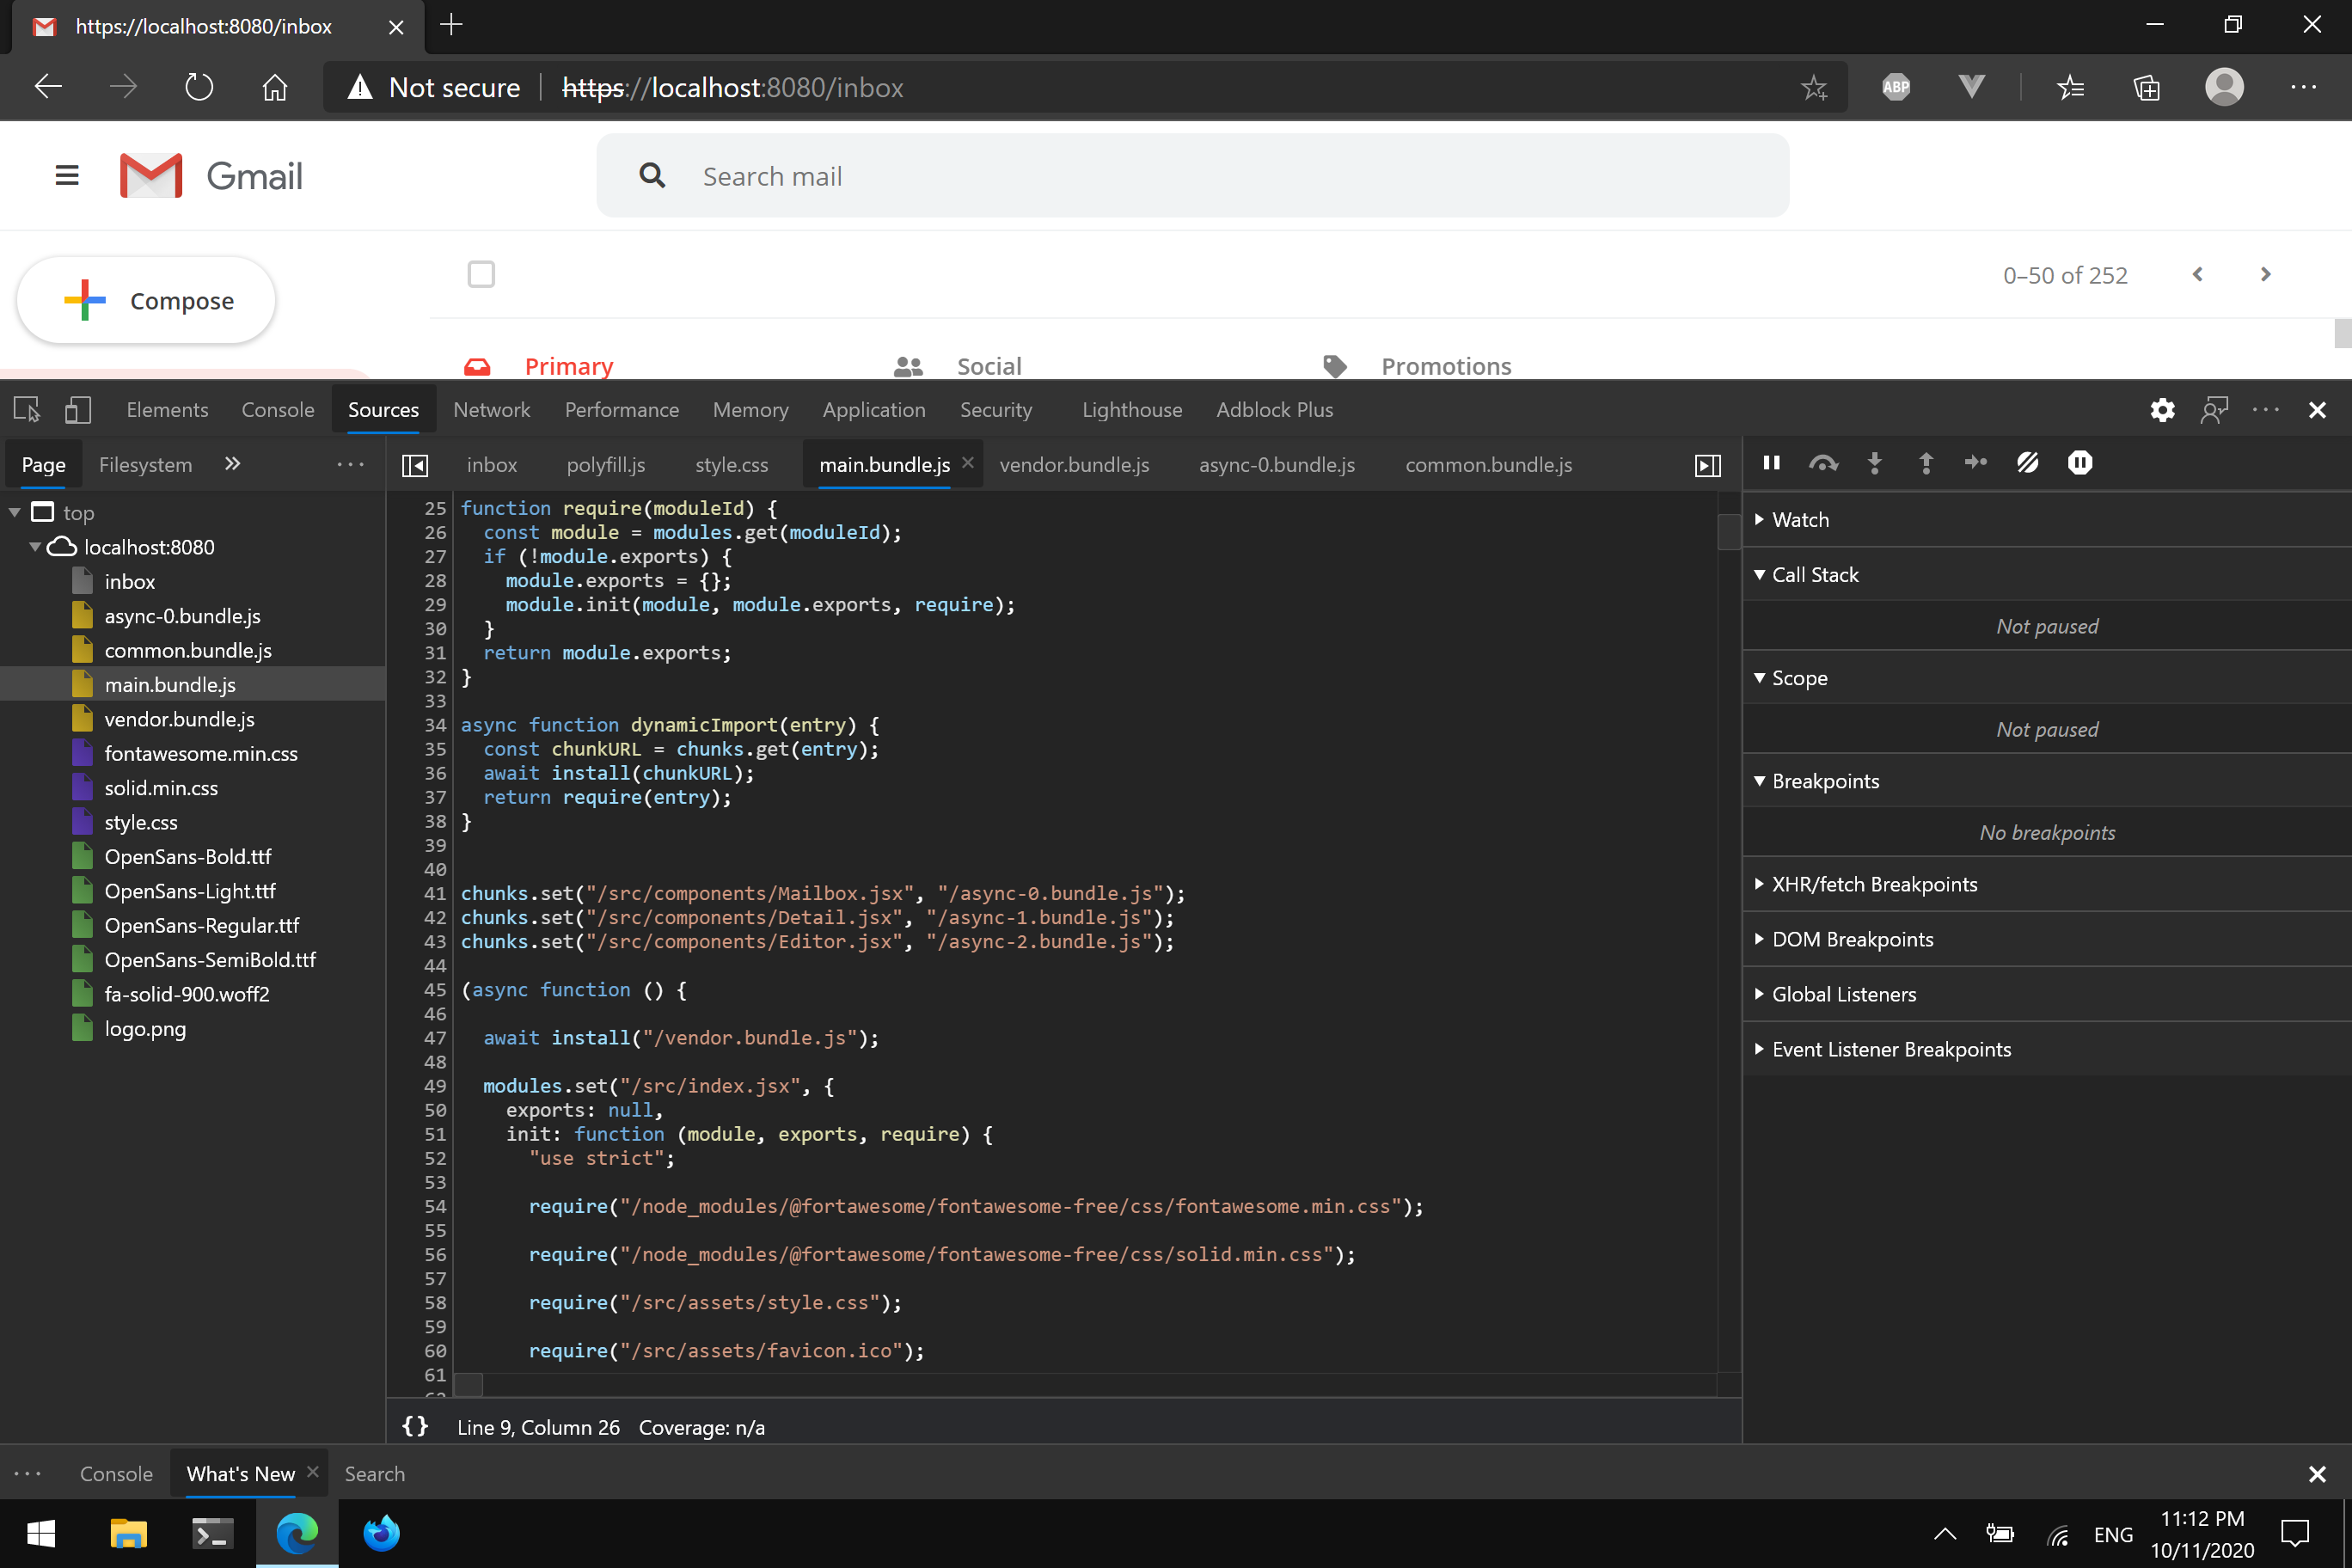 https://localhost:8080/inbox
Not secure
https://localhost:8080/inbox
ABP
Gmail
Search mail
Compose
0–50 of 252
Primary
Social
Promotions
Elements
Console
Sources
Network
Performance
Memory
Application
Security
Lighthouse
Adblock Plus
Page
Filesystem
inbox
polyfill.js
style.css
main.bundle.js
vendor.bundle.js
async-0.bundle.js
common.bundle.js
top
localhost:8080
inbox
async-0.bundle.js
common.bundle.js
main.bundle.js
vendor.bundle.js
fontawesome.min.css
solid.min.css
style.css
OpenSans-Bold.ttf
OpenSans-Light.ttf
OpenSans-Regular.ttf
OpenSans-SemiBold.ttf
fa-solid-900.woff2
logo.png
25 function require(moduleId) {
26 const module = modules.get(moduleId);
27 if (!module.exports) {
28 module.exports = {};
29 module.init(module, module.exports, require);
30 }
31 return module.exports;
32 }
33
34 async function dynamicImport(entry) {
35 const chunkURL = chunks.get(entry);
36 await install(chunkURL);
37 return require(entry);
38 }
39
40
41 chunks.set("/src/components/Mailbox.jsx", "/async-0.bundle.js");
42 chunks.set("/src/components/Detail.jsx", "/async-1.bundle.js");
43 chunks.set("/src/components/Editor.jsx", "/async-2.bundle.js");
44
45 (async function () {
46
47 await install("/vendor.bundle.js");
48
49 modules.set("/src/index.jsx", {
50 exports: null,
51 init: function (module, exports, require) {
52 "use strict";
53
54 require("/node_modules/@fortawesome/fontawesome-free/css/fontawesome.min.css");
55
56 require("/node_modules/@fortawesome/fontawesome-free/css/solid.min.css");
57
58 require("/src/assets/style.css");
59
60 require("/src/assets/favicon.ico");
61
{} Line 9, Column 26 Coverage: n/a
Watch
Call Stack
Not paused
Scope
Not paused
Breakpoints
No breakpoints
XHR/fetch Breakpoints
DOM Breakpoints
Global Listeners
Event Listener Breakpoints
Console
What's New
Search
ENG
11:12 PM
10/11/2020